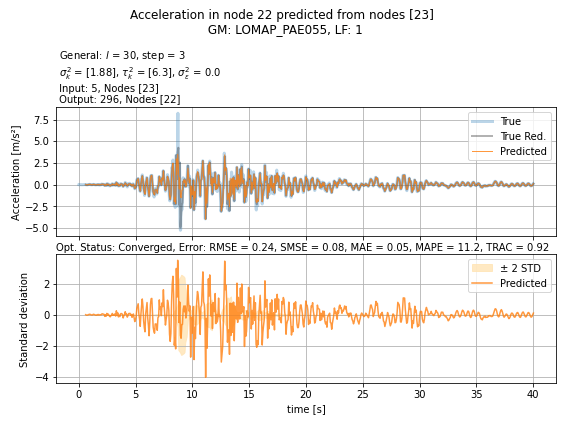 Acceleration in node 22 predicted from nodes [23]
GM: LOMAP_PAE055, LF: 1
General: l = 30, step = 3
σ²ₖ = [1.88], τ²ₖ = [6.3], σ²ε = 0.0
Input: 5, Nodes [23]
Output: 296, Nodes [22]
True
True Red.
Predicted
Acceleration [m/s²]
7.5
5.0
2.5
0.0
−2.5
−5.0
Opt. Status: Converged, Error: RMSE = 0.24, SMSE = 0.08, MAE = 0.05, MAPE = 11.2, TRAC = 0.92
± 2 STD
Predicted
Standard deviation
2
0
−2
−4
0 5 10 15 20 25 30 35 40
time [s]